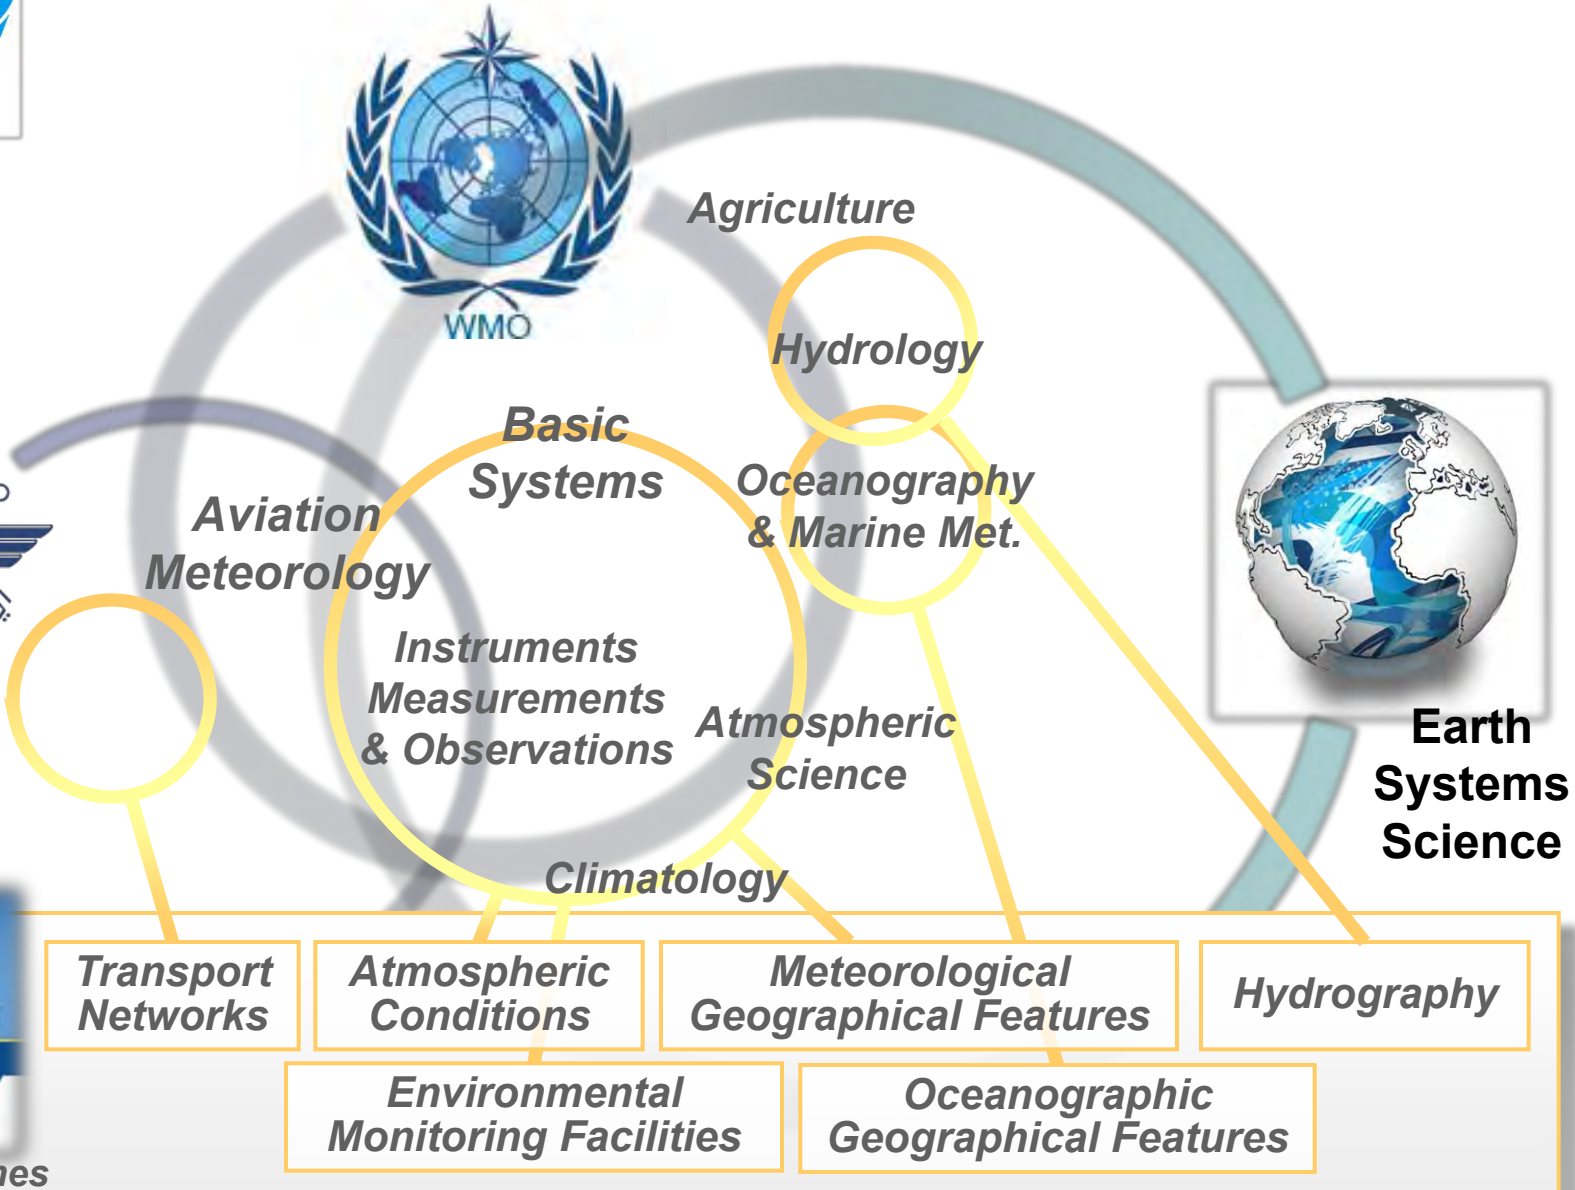 WMO
Agriculture
Hydrology
Basic
Systems
Oceanography
& Marine Met.
Aviation
Meteorology
Instruments
Measurements
& Observations
Atmospheric
Science
Earth
Systems
Science
Climatology
Transport
Networks
Atmospheric
Conditions
Meteorological
Geographical Features
Hydrography
Environmental
Monitoring Facilities
Oceanographic
Geographical Features